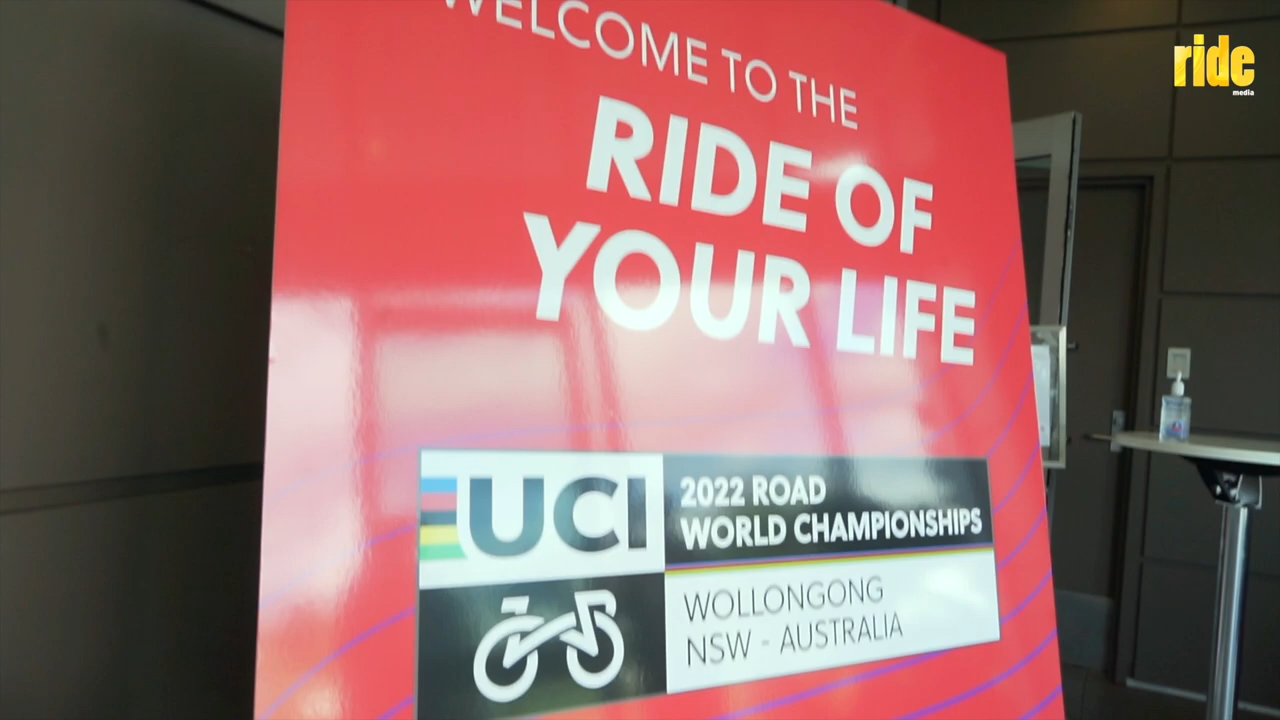 ride
media
WELCOME TO THE
RIDE OF
YOUR LIFE
UCI
2022 ROAD
WORLD CHAMPIONSHIPS
WOLLONGONG
NSW - AUSTRALIA